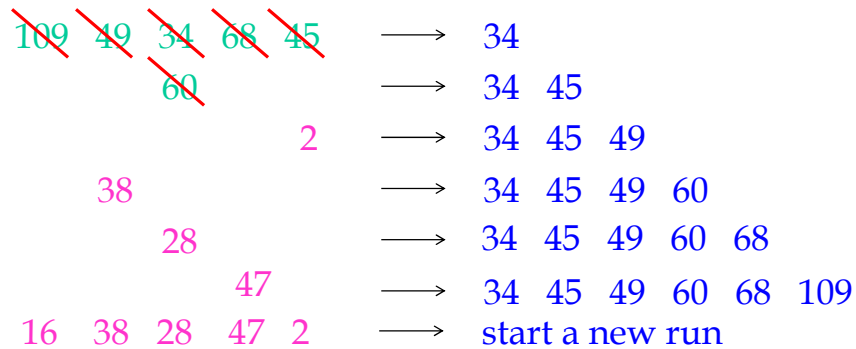 109 49 34 68 45 → 34
60 → 34 45
2 → 34 45 49
38 → 34 45 49 60
28 → 34 45 49 60 68
47 → 34 45 49 60 68 109
16 38 28 47 2 → start a new run